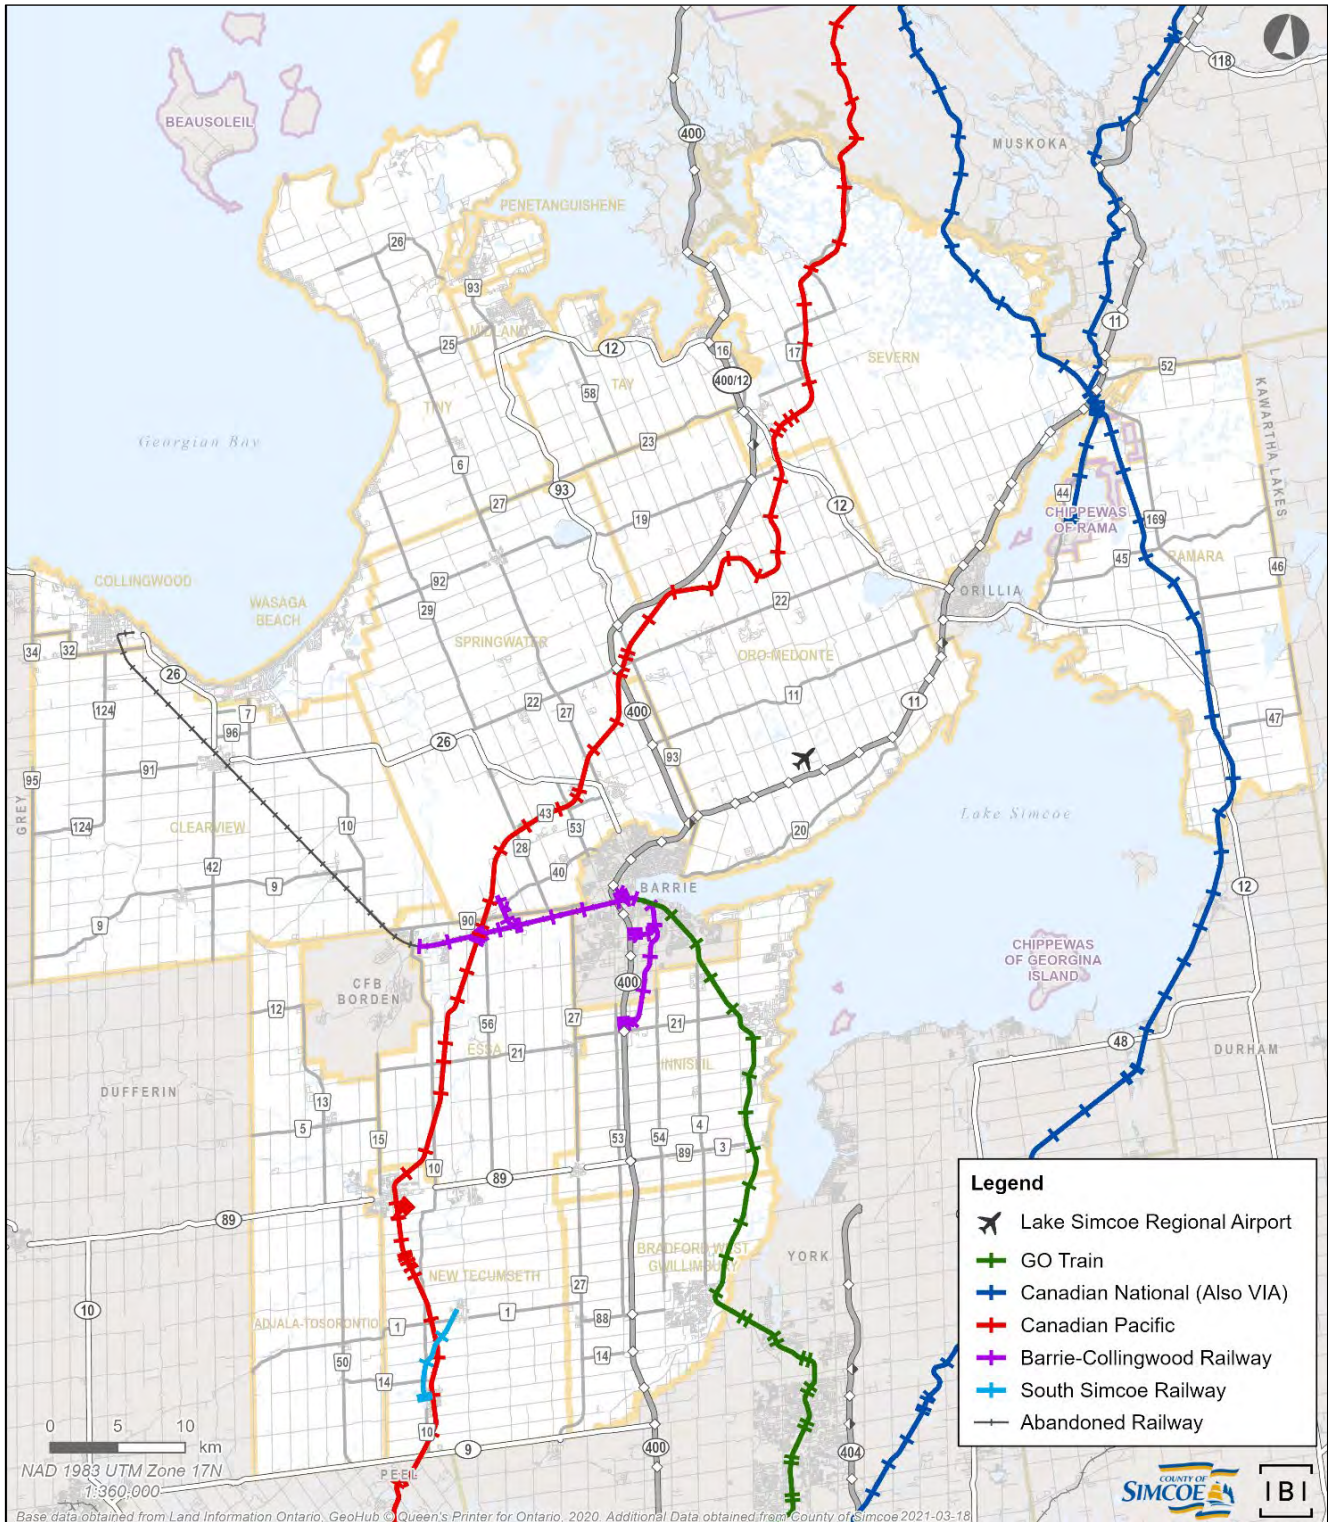 118
400
MUSKOKA
BEAUSOLEIL
PENETANGUISHENE
26
93
11
25
MIDLAND
12
16
17
SEVERN
52
400/12
TAY
58
TINY
KAWARTHA LAKES
Georgian Bay
23
6
93
27
12
44
CHIPPEWAS
OF RAMA
169
19
RAMARA
45
46
COLLINGWOOD
92
WASAGA
BEACH
29
22
ORILLIA
34
32
SPRINGWATER
ORO-MEDONTE
26
11
124
22
27
11
7
400
47
96
26
93
91
95
GREY
Lake Simcoe
124
CLEARVIEW
10
43
53
20
28
42
40
9
BARRIE
12
9
90
CHIPPEWAS
OF GEORGINA
ISLAND
CFB
BORDEN
400
12
56
27
21
48
ESSA
21
INNISFIL
DURHAM
DUFFERIN
13
5
15
53
54
4
3
89
10
89
89
YORK
BRADFORD WEST
GWILLIMBURY
NEW TECUMSETH
27
10
1
88
ADJALA-TOSORONTIO
1
50
14
14
10
9
400
404
PEEL
Legend
Lake Simcoe Regional Airport
GO Train
Canadian National (Also VIA)
Canadian Pacific
Barrie-Collingwood Railway
South Simcoe Railway
Abandoned Railway
0 5 10
km
NAD 1983 UTM Zone 17N
1:360,000
COUNTY OF
SIMCOE
IBI
Base data obtained from Land Information Ontario. GeoHub © Queen's Printer for Ontario, 2020. Additional Data obtained from County of Simcoe 2021-03-18